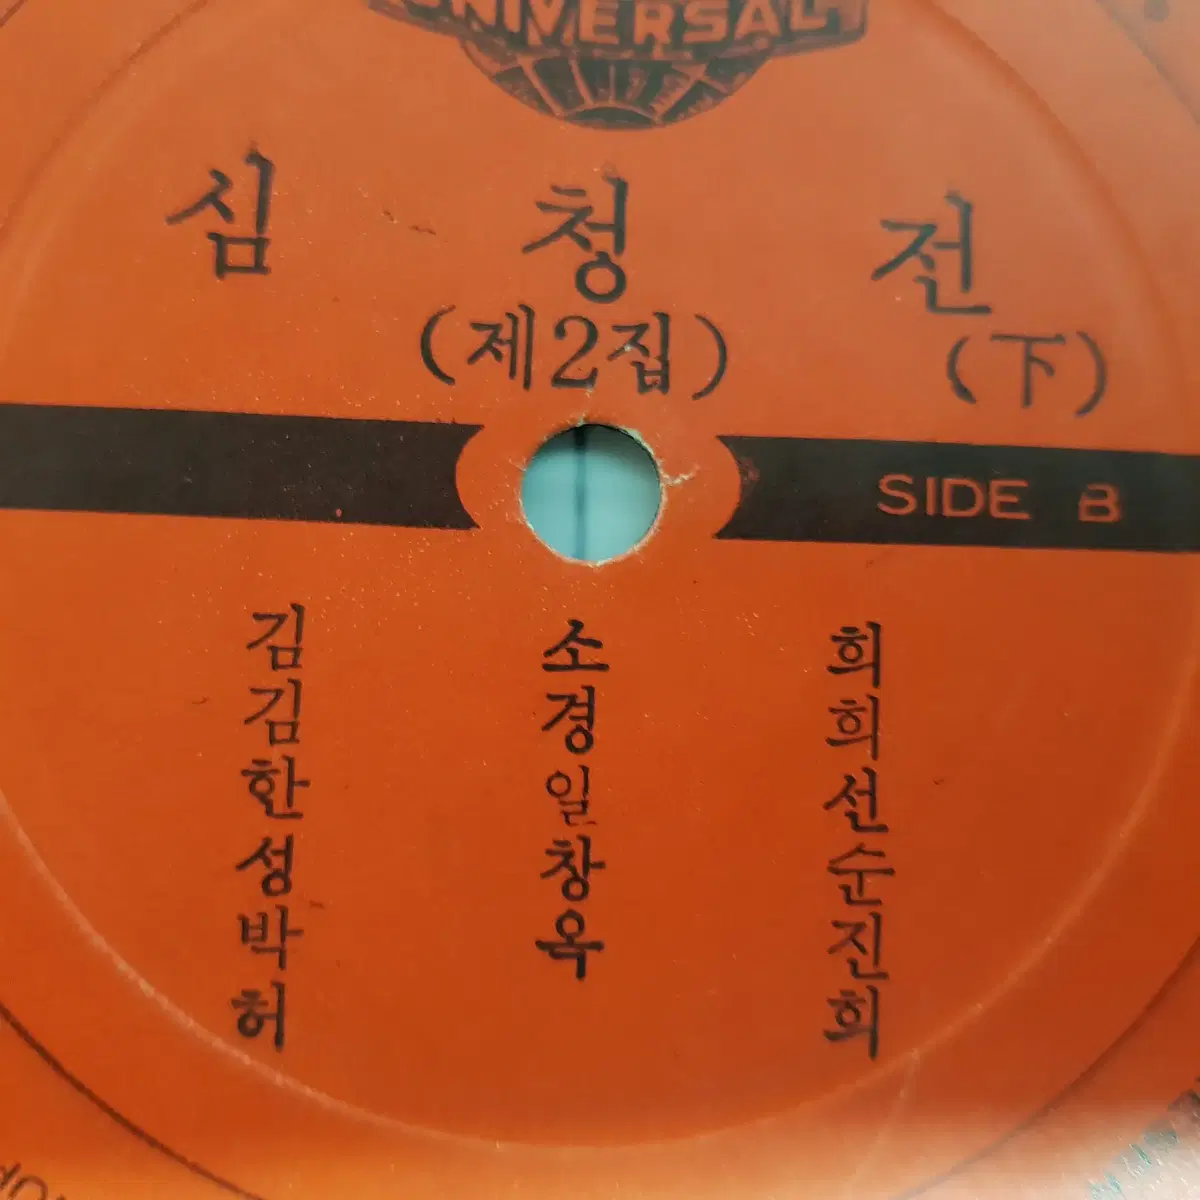 UNIVERSAL
심 청 전
(제2집) (下)
SIDE B
김 소 희
김 경 희
한 일 선
성 창 순
박 옥 진
허 희